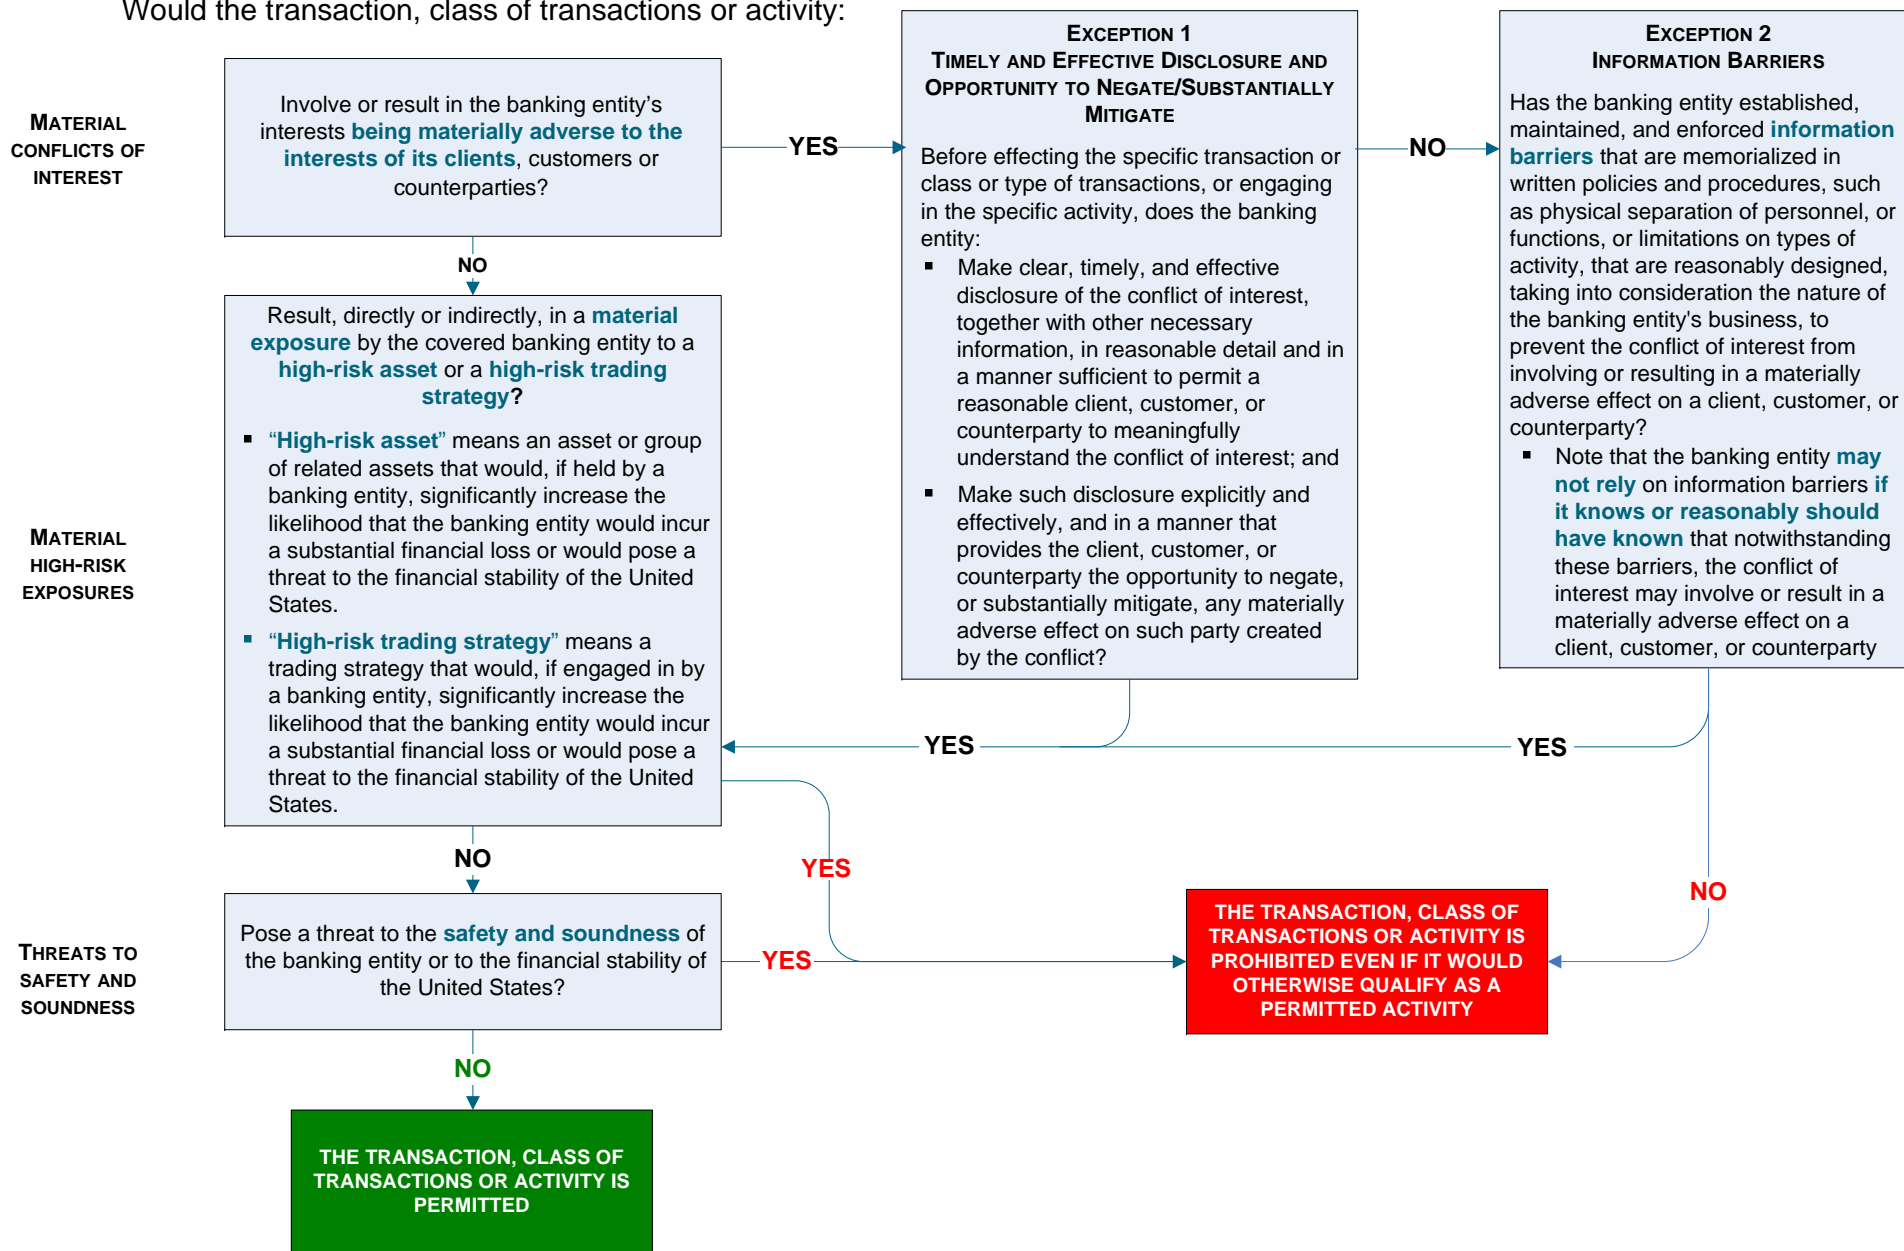 Would the transaction, class of transactions or activity:
MATERIAL
CONFLICTS OF
INTEREST
Involve or result in the banking entity's
interests being materially adverse to the
interests of its clients, customers or
counterparties?
YES
EXCEPTION 1
TIMELY AND EFFECTIVE DISCLOSURE AND
OPPORTUNITY TO NEGATE/SUBSTANTIALLY
MITIGATE
Before effecting the specific transaction or
class or type of transactions, or engaging
in the specific activity, does the banking
entity:
▪ Make clear, timely, and effective
disclosure of the conflict of interest,
together with other necessary
information, in reasonable detail and in
a manner sufficient to permit a
reasonable client, customer, or
counterparty to meaningfully
understand the conflict of interest; and
▪ Make such disclosure explicitly and
effectively, and in a manner that
provides the client, customer, or
counterparty the opportunity to negate,
or substantially mitigate, any materially
adverse effect on such party created
by the conflict?
NO
EXCEPTION 2
INFORMATION BARRIERS
Has the banking entity established,
maintained, and enforced information
barriers that are memorialized in
written policies and procedures, such
as physical separation of personnel, or
functions, or limitations on types of
activity, that are reasonably designed,
taking into consideration the nature of
the banking entity's business, to
prevent the conflict of interest from
involving or resulting in a materially
adverse effect on a client, customer, or
counterparty?
▪ Note that the banking entity may
not rely on information barriers if
it knows or reasonably should
have known that notwithstanding
these barriers, the conflict of
interest may involve or result in a
materially adverse effect on a
client, customer, or counterparty
NO
MATERIAL
HIGH-RISK
EXPOSURES
Result, directly or indirectly, in a material
exposure by the covered banking entity to a
high-risk asset or a high-risk trading
strategy?
▪ “High-risk asset” means an asset or group
of related assets that would, if held by a
banking entity, significantly increase the
likelihood that the banking entity would incur
a substantial financial loss or would pose a
threat to the financial stability of the United
States.
▪ “High-risk trading strategy” means a
trading strategy that would, if engaged in by
a banking entity, significantly increase the
likelihood that the banking entity would incur
a substantial financial loss or would pose a
threat to the financial stability of the United
States.
YES
YES
NO
YES
NO
THREATS TO
SAFETY AND
SOUNDNESS
Pose a threat to the safety and soundness of
the banking entity or to the financial stability of
the United States?
YES
THE TRANSACTION, CLASS OF
TRANSACTIONS OR ACTIVITY IS
PROHIBITED EVEN IF IT WOULD
OTHERWISE QUALIFY AS A
PERMITTED ACTIVITY
NO
THE TRANSACTION, CLASS OF
TRANSACTIONS OR ACTIVITY IS
PERMITTED